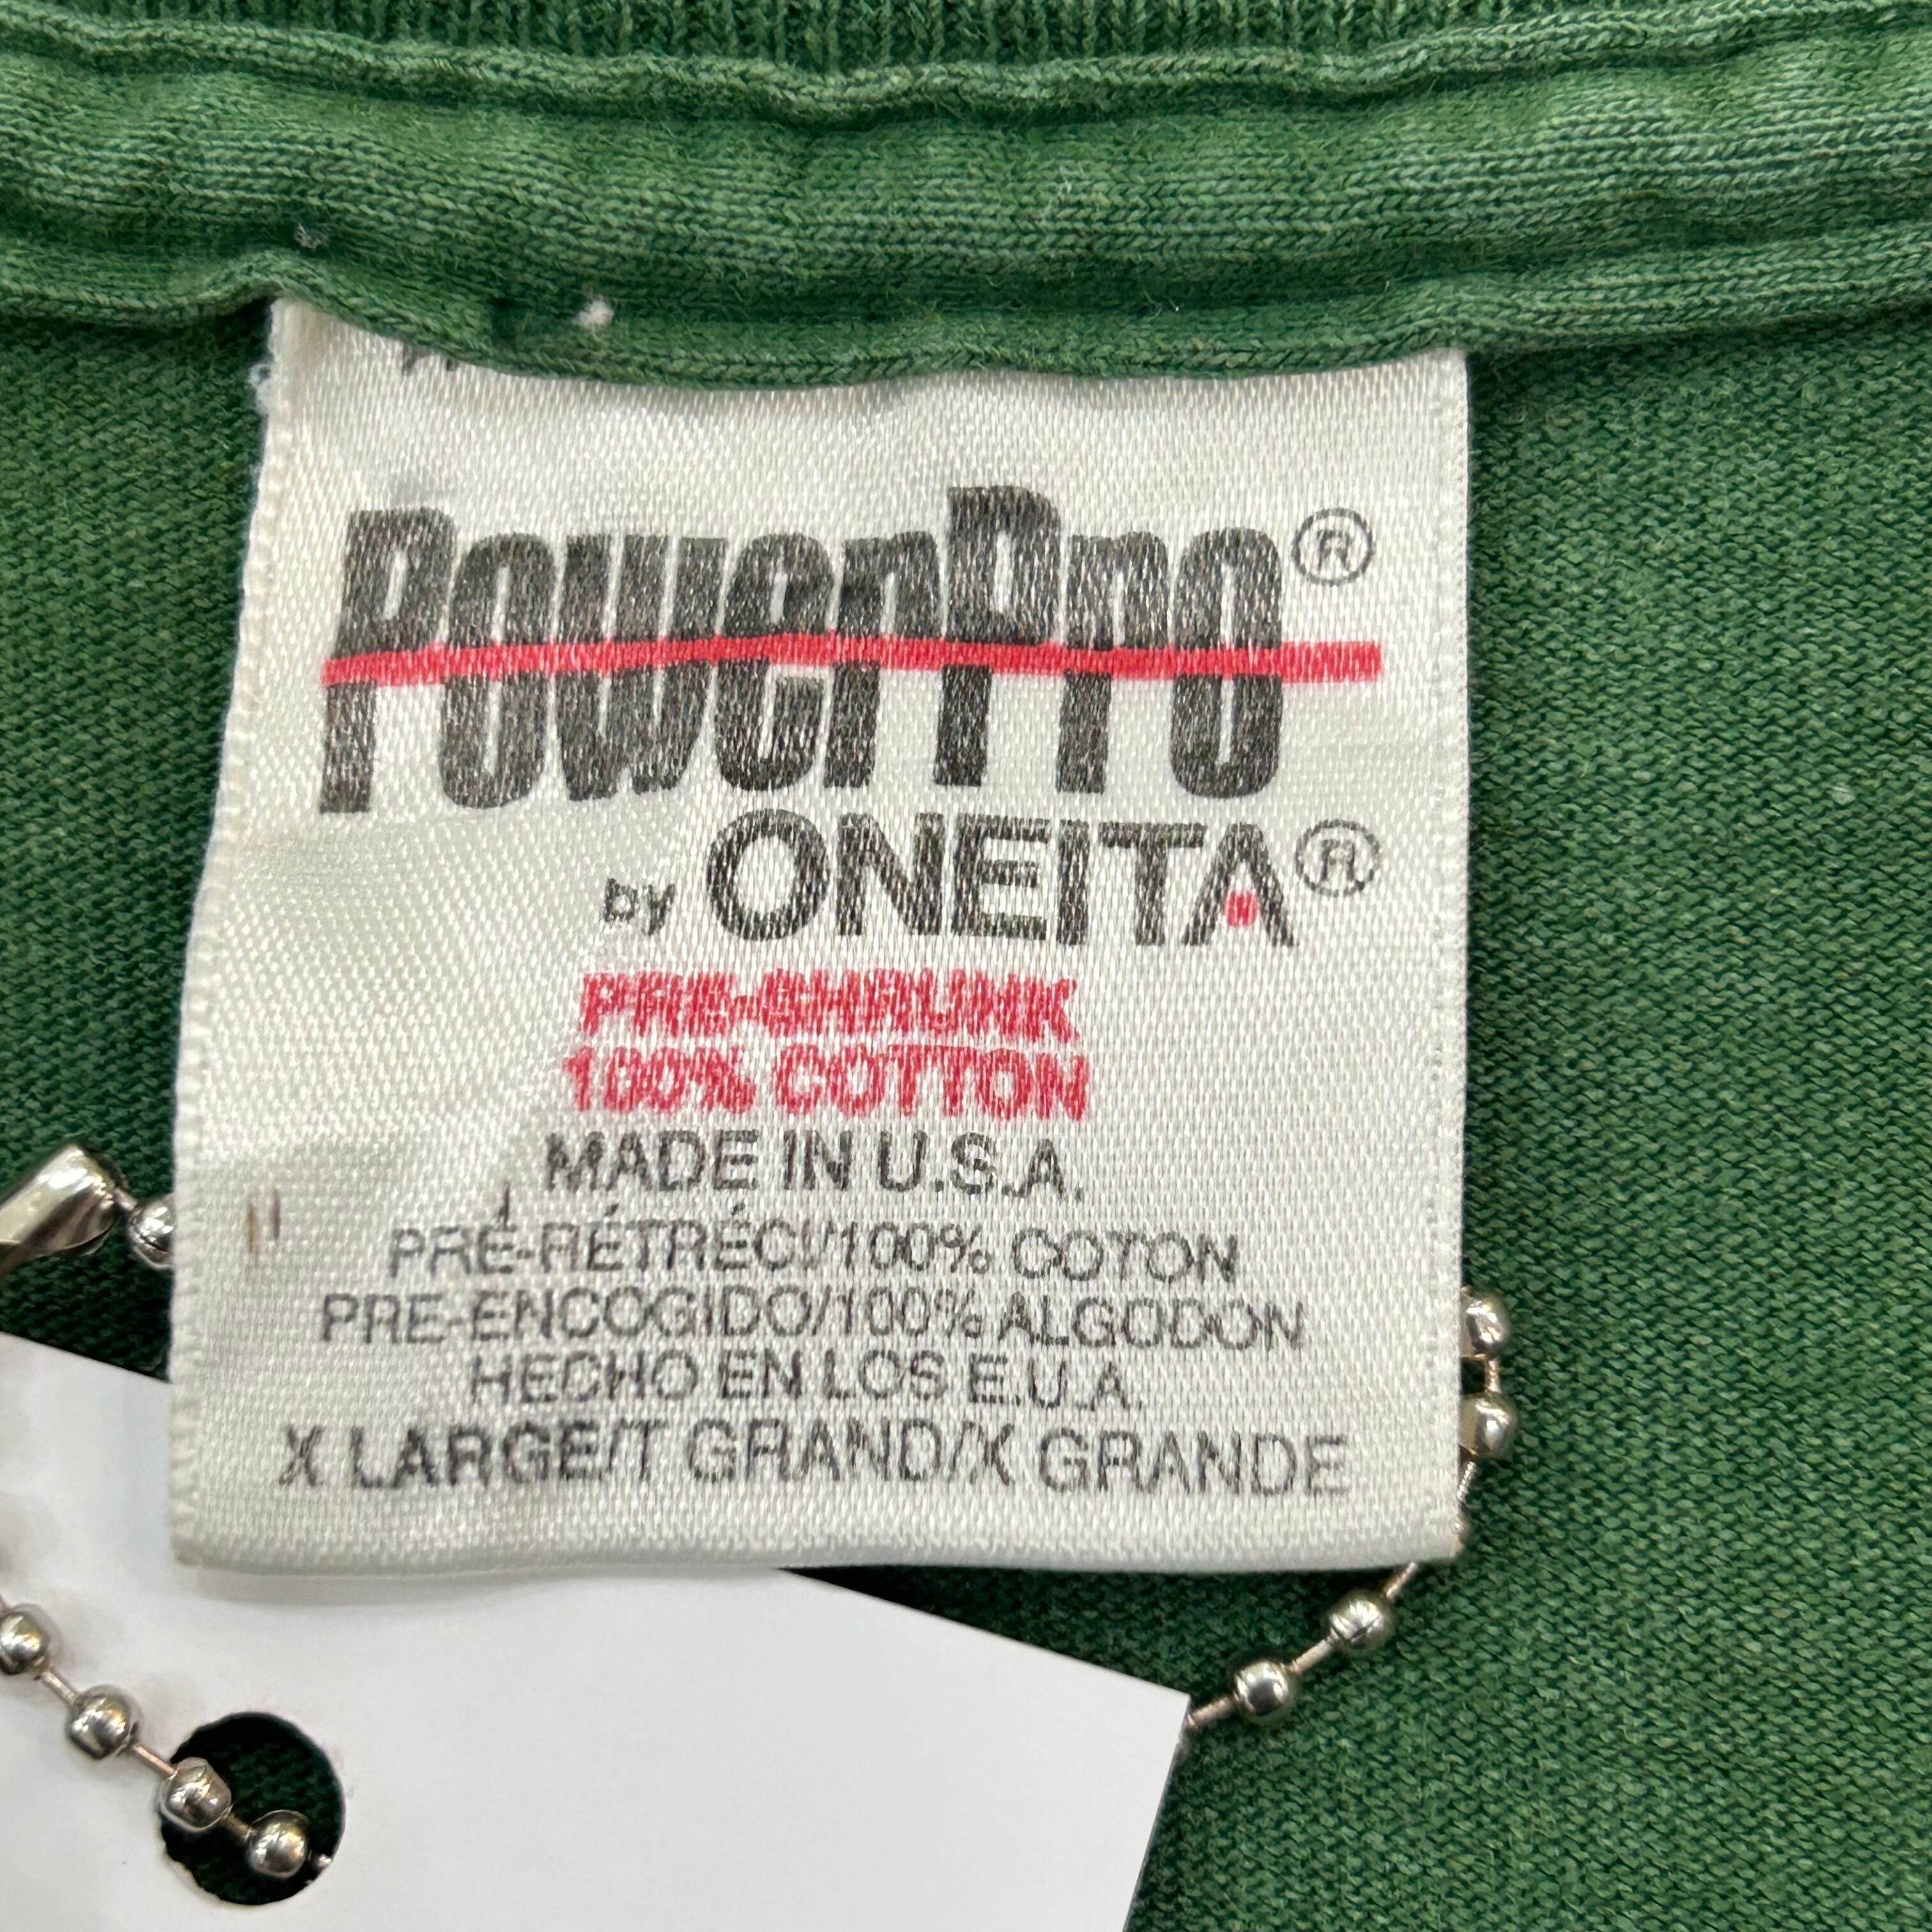 PowerPro®
by ONEITA®
PRE-SHRUNK
100% COTTON
MADE IN U.S.A.
PRÉ-RÉTRÉCI/100% COTON
PRE-ENCOGIDO/100% ALGODON
HECHO EN LOS E.U.A.
X LARGE/T GRAND/X GRANDE